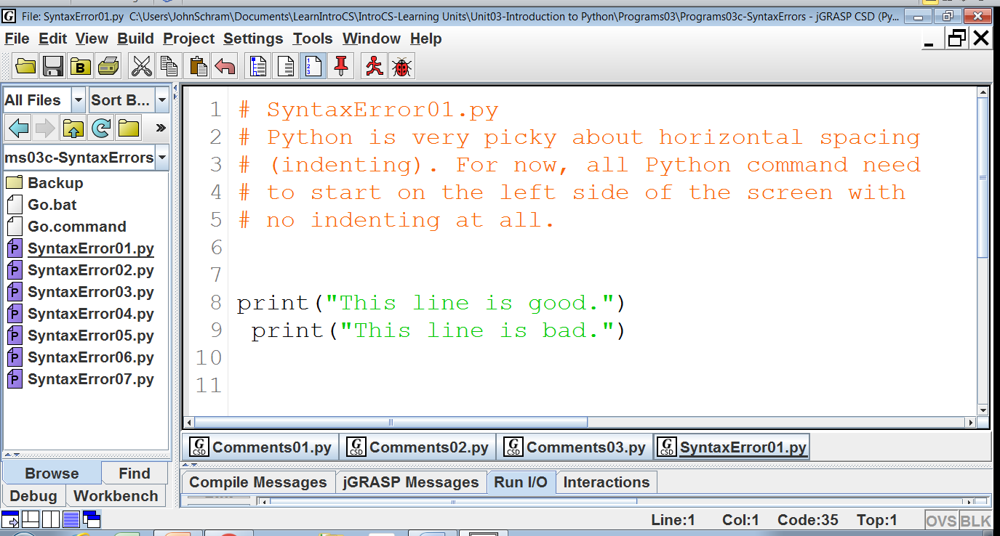 File: SyntaxError01.py  C:\Users\JohnSchram\Documents\LearnIntroCS\IntroCS-Learning Units\Unit03-Introduction to Python\Programs03\Programs03c-SyntaxErrors - jGRASP CSD (Py...
File Edit View Build Project Settings Tools Window Help
All Files Sort B...
ms03c-SyntaxErrors
Backup
Go.bat
Go.command
SyntaxError01.py
SyntaxError02.py
SyntaxError03.py
SyntaxError04.py
SyntaxError05.py
SyntaxError06.py
SyntaxError07.py
Browse Find
Debug Workbench
1 # SyntaxError01.py
2 # Python is very picky about horizontal spacing
3 # (indenting). For now, all Python command need
4 # to start on the left side of the screen with
5 # no indenting at all.
6
7
8 print("This line is good.")
9  print("This line is bad.")
10
11
Comments01.py Comments02.py Comments03.py SyntaxError01.py
Compile Messages jGRASP Messages Run I/O Interactions
Line:1 Col:1 Code:35 Top:1 OVS BLK